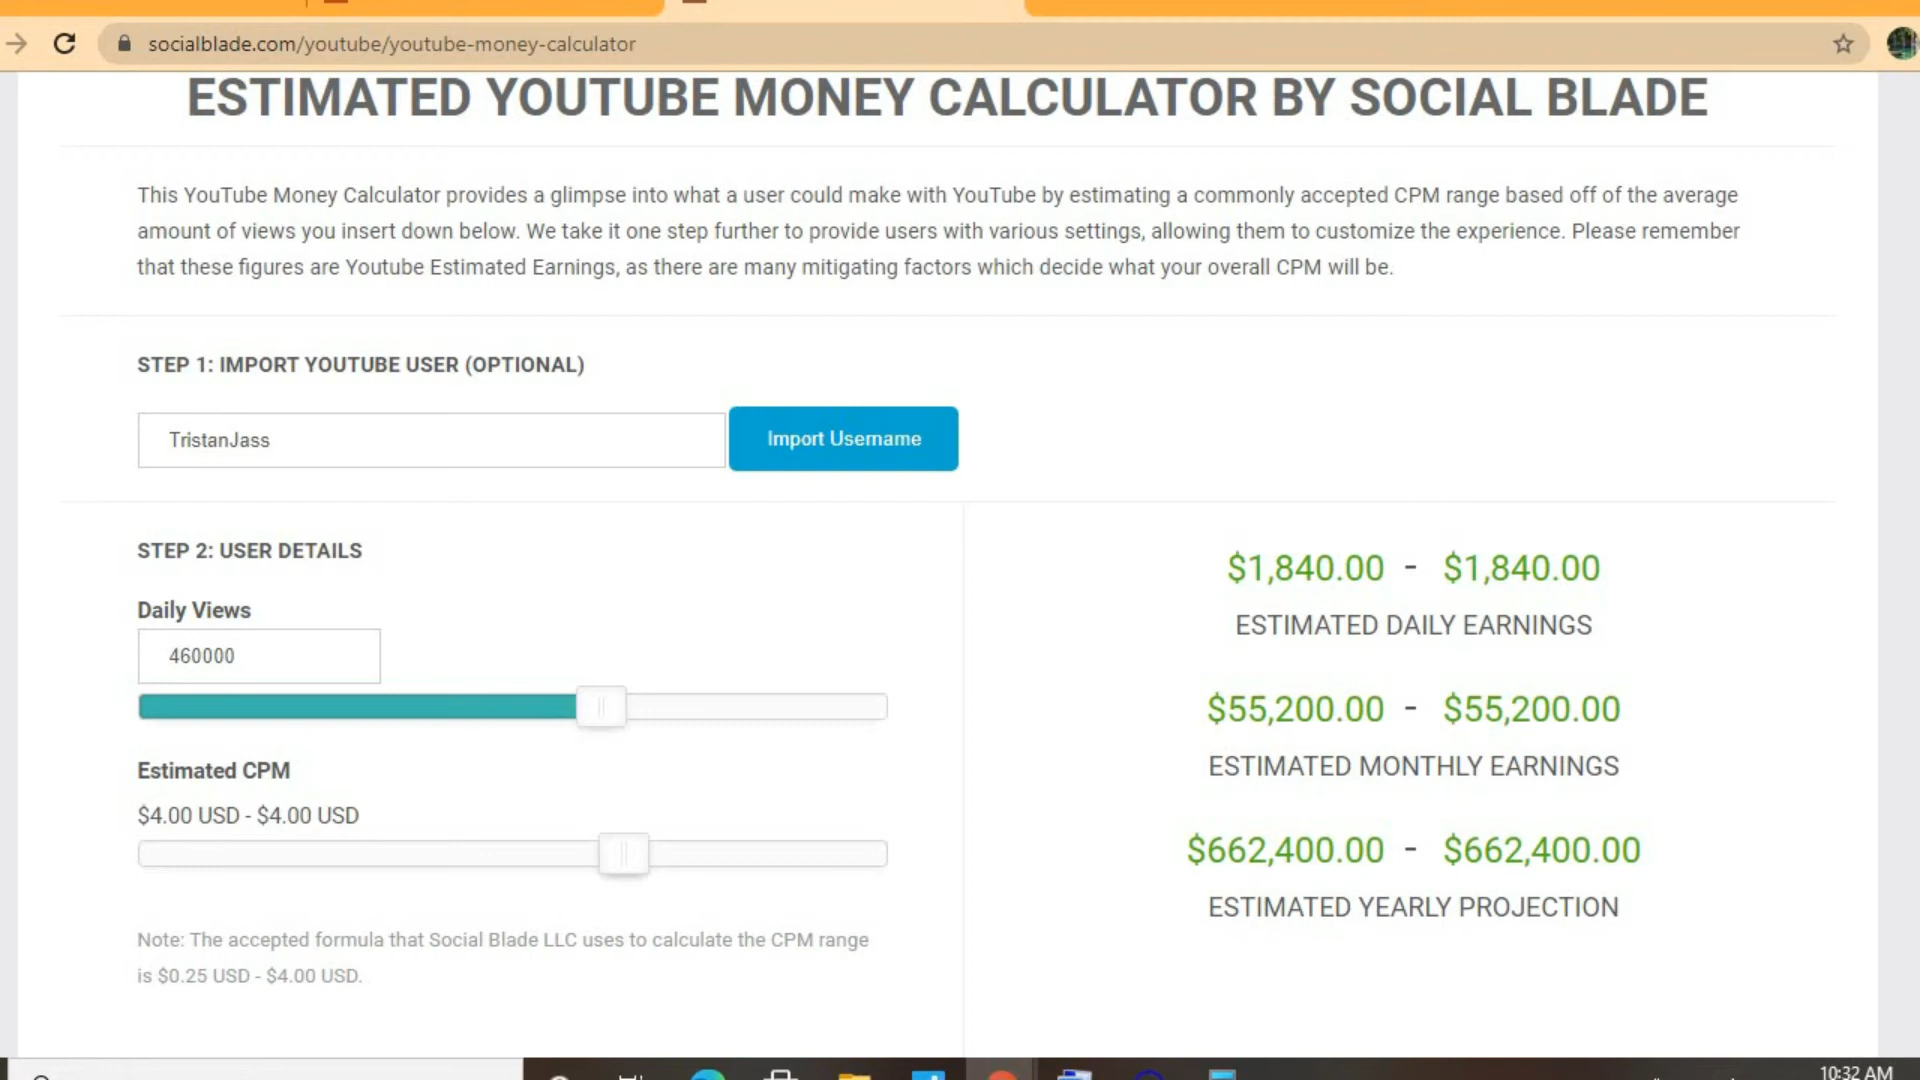 socialblade.com/youtube/youtube-money-calculator
ESTIMATED YOUTUBE MONEY CALCULATOR BY SOCIAL BLADE
This YouTube Money Calculator provides a glimpse into what a user could make with YouTube by estimating a commonly accepted CPM range based off of the average
amount of views you insert down below. We take it one step further to provide users with various settings, allowing them to customize the experience. Please remember
that these figures are Youtube Estimated Earnings, as there are many mitigating factors which decide what your overall CPM will be.
STEP 1: IMPORT YOUTUBE USER (OPTIONAL)
TristanJass
Import Username
STEP 2: USER DETAILS
Daily Views
460000
Estimated CPM
$4.00 USD - $4.00 USD
Note: The accepted formula that Social Blade LLC uses to calculate the CPM range
is $0.25 USD - $4.00 USD.
$1,840.00 - $1,840.00
ESTIMATED DAILY EARNINGS
$55,200.00 - $55,200.00
ESTIMATED MONTHLY EARNINGS
$662,400.00 - $662,400.00
ESTIMATED YEARLY PROJECTION
10:32 AM